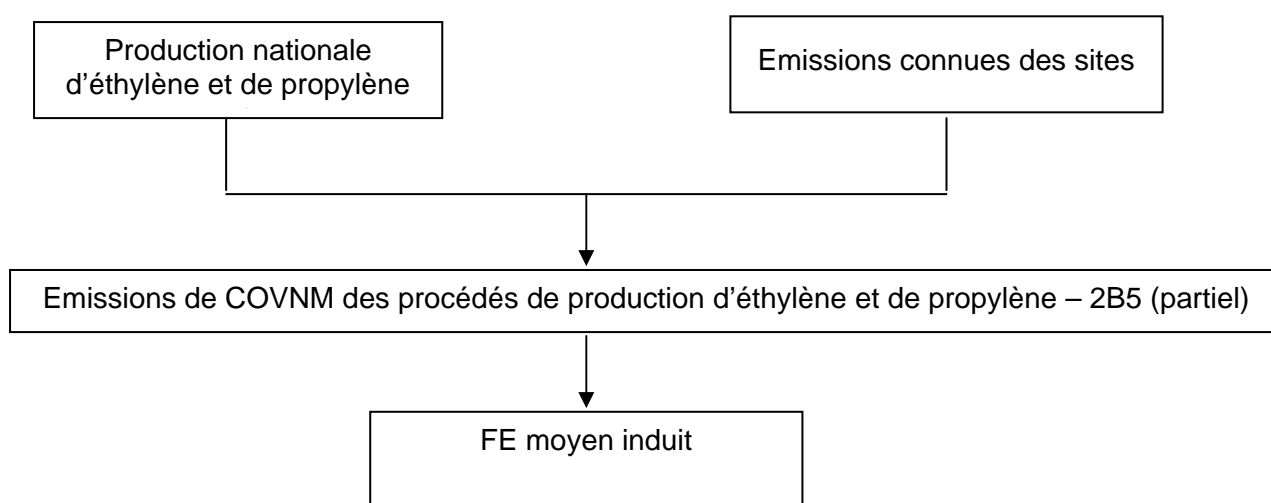 Production nationale
d'éthylène et de propylène
Emissions connues des sites
Emissions de COVNM des procédés de production d'éthylène et de propylène – 2B5 (partiel)
FE moyen induit